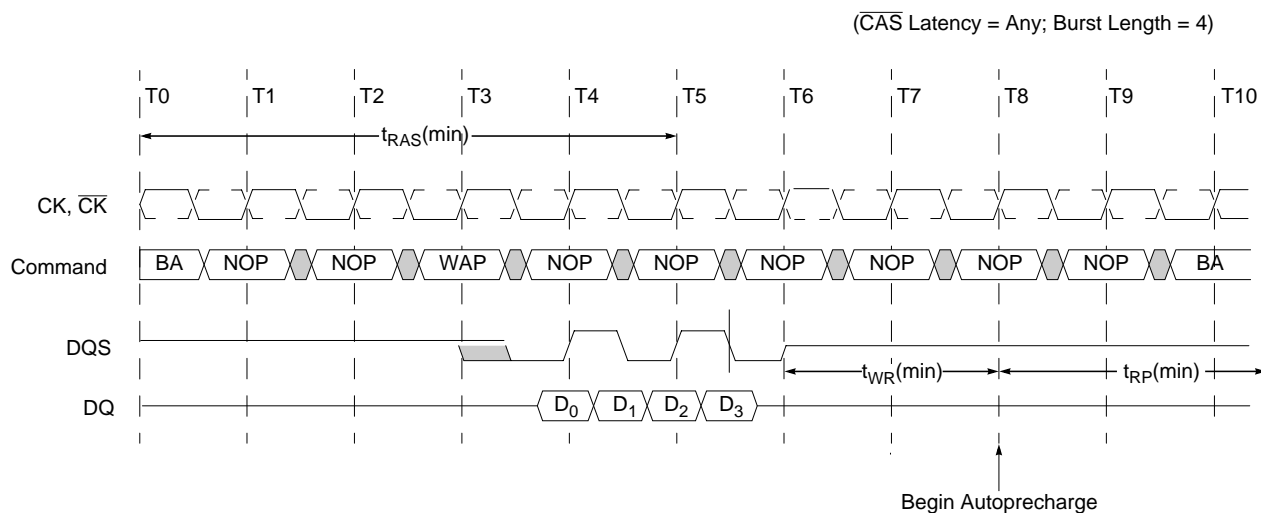 (CAS Latency = Any; Burst Length = 4)
T0 T1 T2 T3 T4 T5 T6 T7 T8 T9 T10
tRAS(min)
CK, CK
Command BA NOP NOP WAP NOP NOP NOP NOP NOP NOP BA
DQS
tWR(min) tRP(min)
DQ D0 D1 D2 D3
Begin Autoprecharge